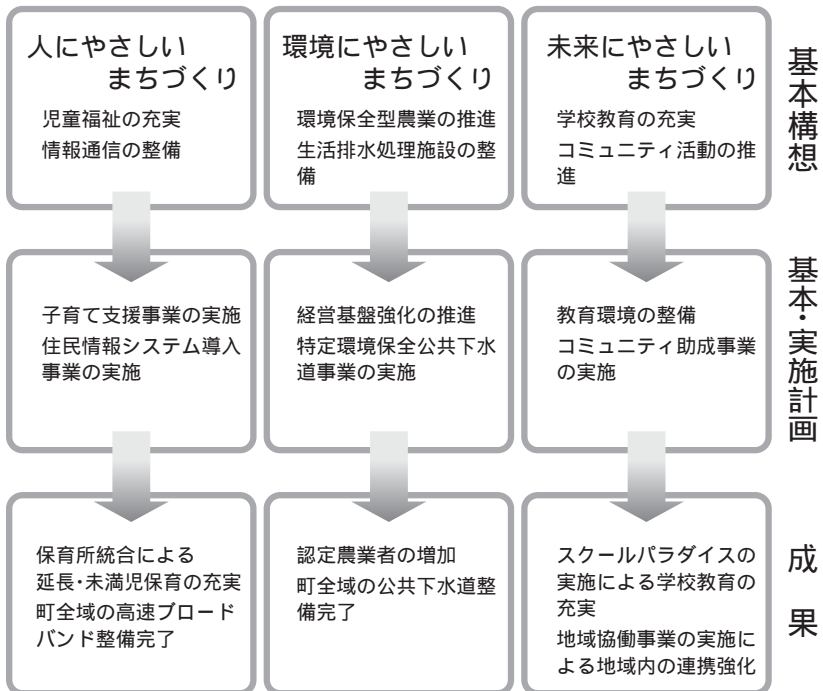 人にやさしい
まちづくり
児童福祉の充実
情報通信の整備
環境にやさしい
まちづくり
環境保全型農業の推進
生活排水処理施設の整
備
未来にやさしい
まちづくり
学校教育の充実
コミュニティ活動の推
進
基本構想
子育て支援事業の実施
住民情報システム導入
事業の実施
経営基盤強化の推進
特定環境保全公共下水
道事業の実施
教育環境の整備
コミュニティ助成事業
の実施
基本・実施計画
保育所統合による
延長・未満児保育の充実
町全域の高速ブロード
バンド整備完了
認定農業者の増加
町全域の公共下水道整
備完了
スクールパラダイスの
実施による学校教育の
充実
地域協働事業の実施に
よる地域内の連携強化
成果